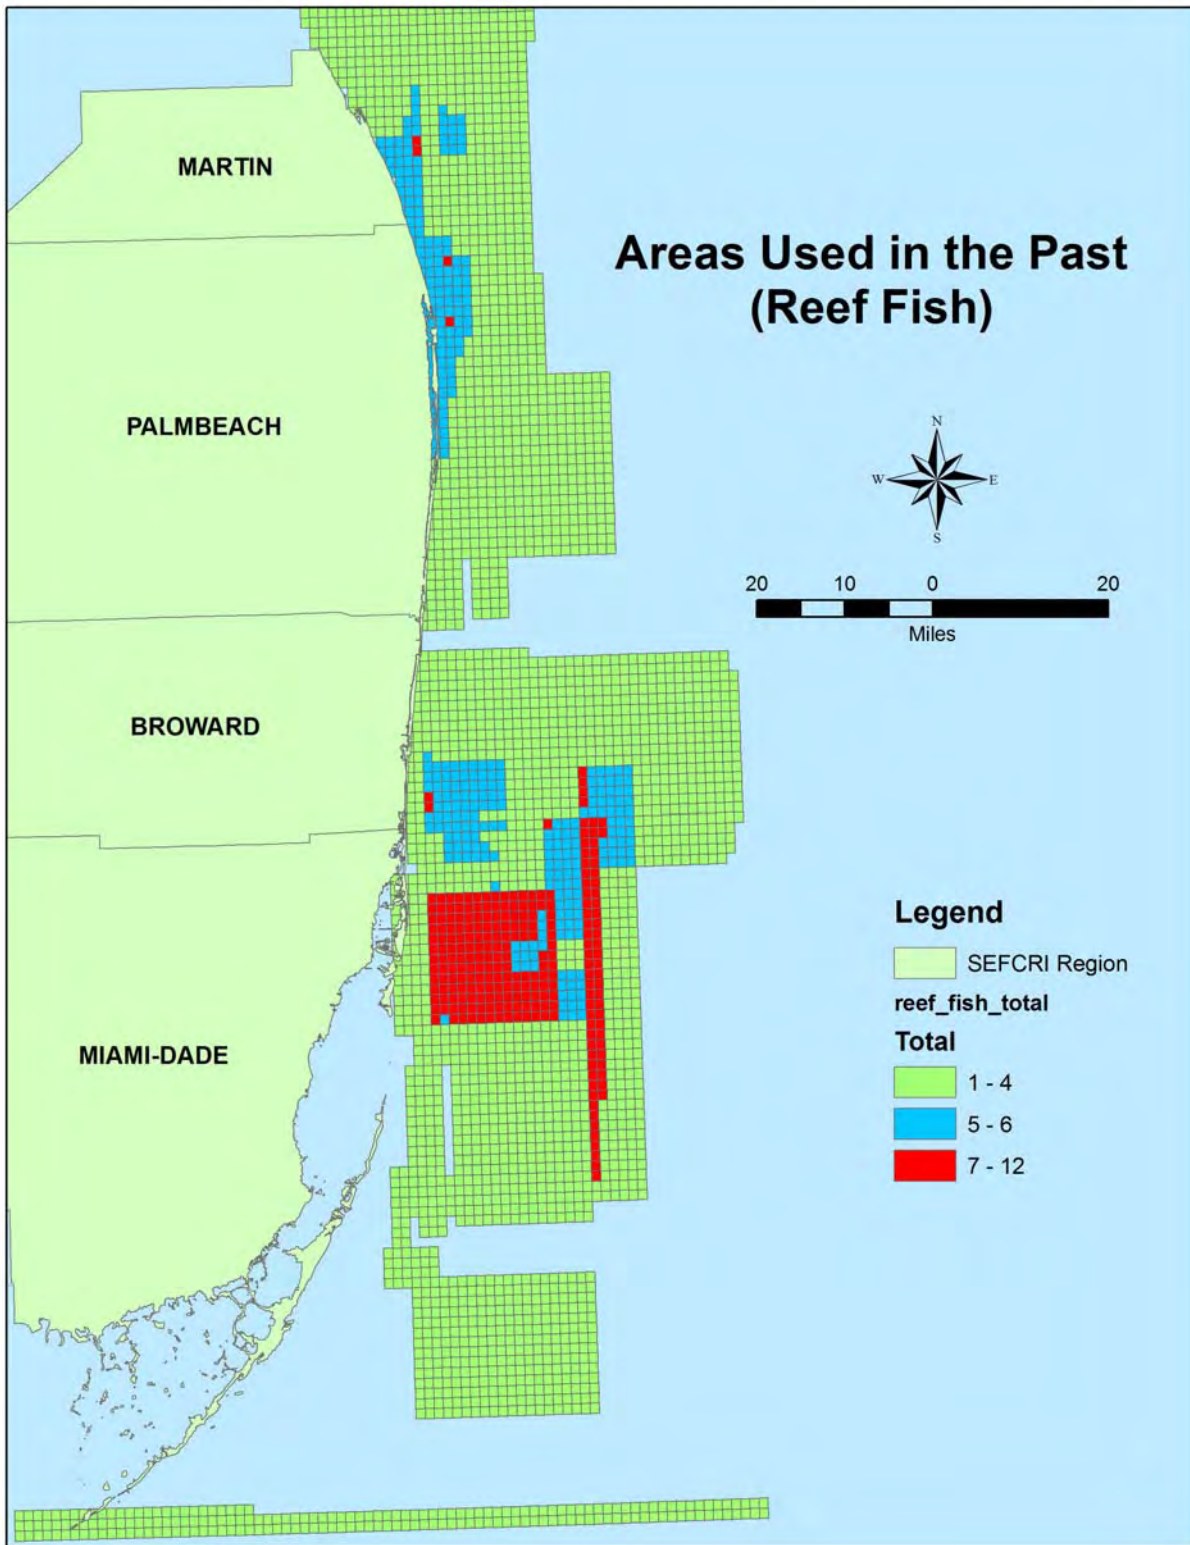 MARTIN
Areas Used in the Past
(Reef Fish)
PALMBEACH
N
W E
S
20 10 0 20
Miles
BROWARD
Legend
SEFCRI Region
reef_fish_total
Total
MIAMI-DADE
1 - 4
5 - 6
7 - 12